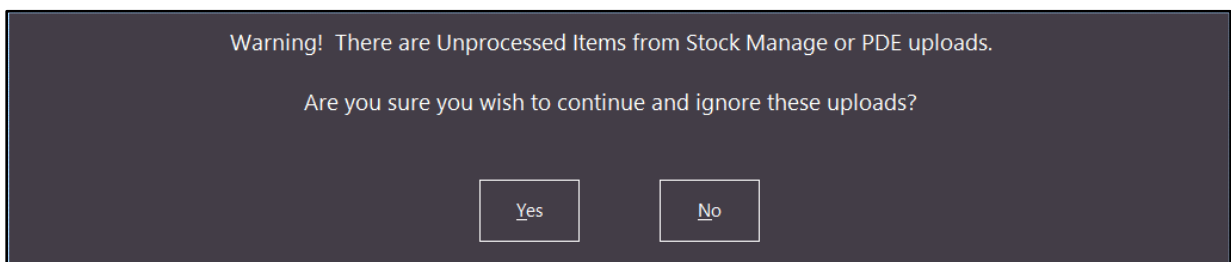 Warning!  There are Unprocessed Items from Stock Manage or PDE uploads.
Are you sure you wish to continue and ignore these uploads?
Yes
No